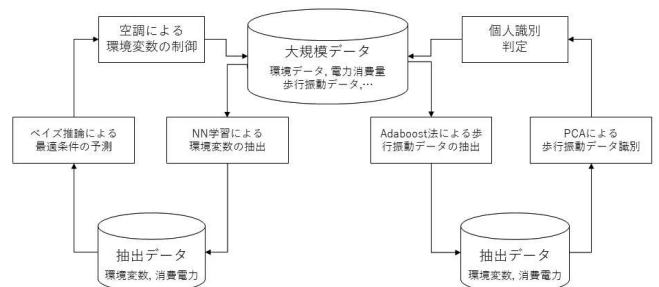 空調による
環境変数の制御
大規模データ
環境データ, 電力消費量
歩行振動データ,…
個人識別
判定
ベイズ推論による
最適条件の予測
NN学習による
環境変数の抽出
Adaboost法による歩
行振動データの抽出
PCAによる
歩行振動データ識別
抽出データ
環境変数, 消費電力
抽出データ
環境変数, 消費電力